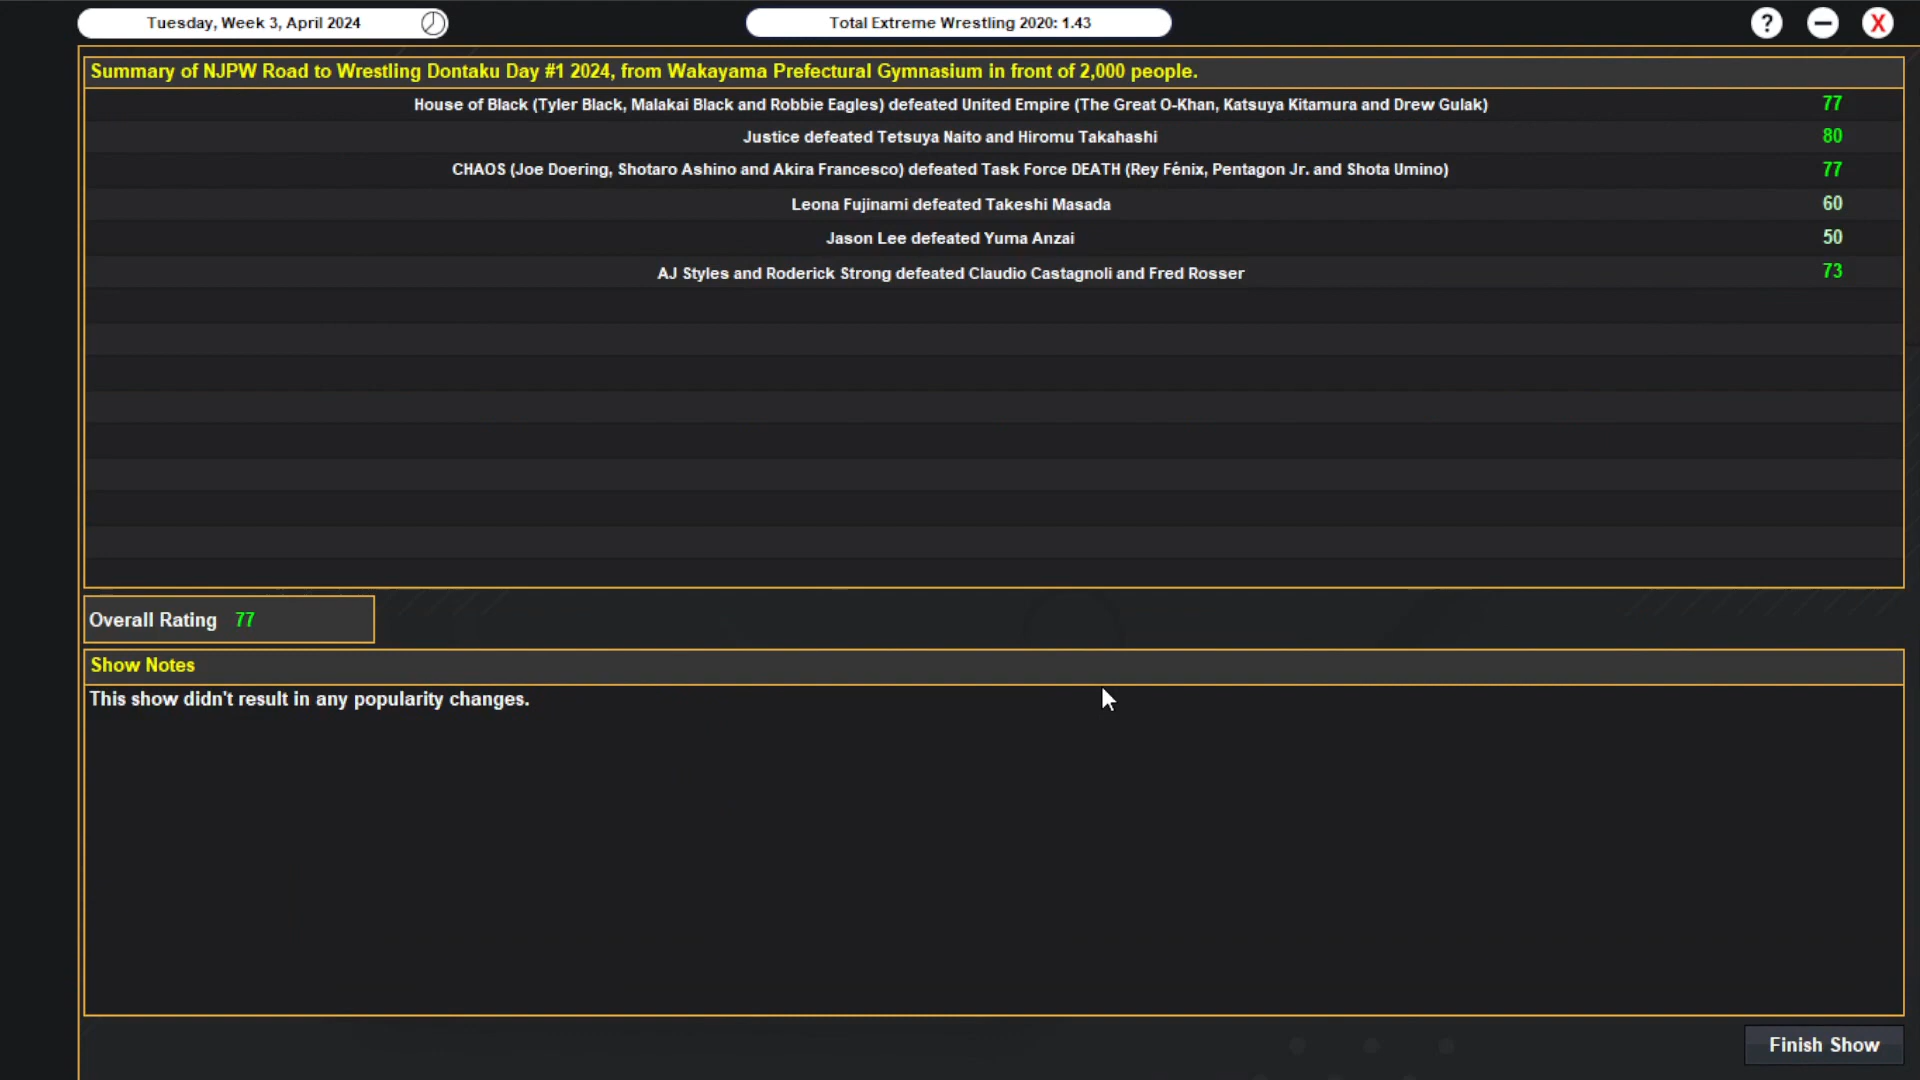 Tuesday, Week 3, April 2024
Total Extreme Wrestling 2020: 1.43
?
X
Summary of NJPW Road to Wrestling Dontaku Day #1 2024, from Wakayama Prefectural Gymnasium in front of 2,000 people.
House of Black (Tyler Black, Malakai Black and Robbie Eagles) defeated United Empire (The Great O-Khan, Katsuya Kitamura and Drew Gulak) 77
Justice defeated Tetsuya Naito and Hiromu Takahashi 80
CHAOS (Joe Doering, Shotaro Ashino and Akira Francesco) defeated Task Force DEATH (Rey Fénix, Pentagon Jr. and Shota Umino) 77
Leona Fujinami defeated Takeshi Masada 60
Jason Lee defeated Yuma Anzai 50
AJ Styles and Roderick Strong defeated Claudio Castagnoli and Fred Rosser 73
Overall Rating 77
Show Notes
This show didn't result in any popularity changes.
Finish Show